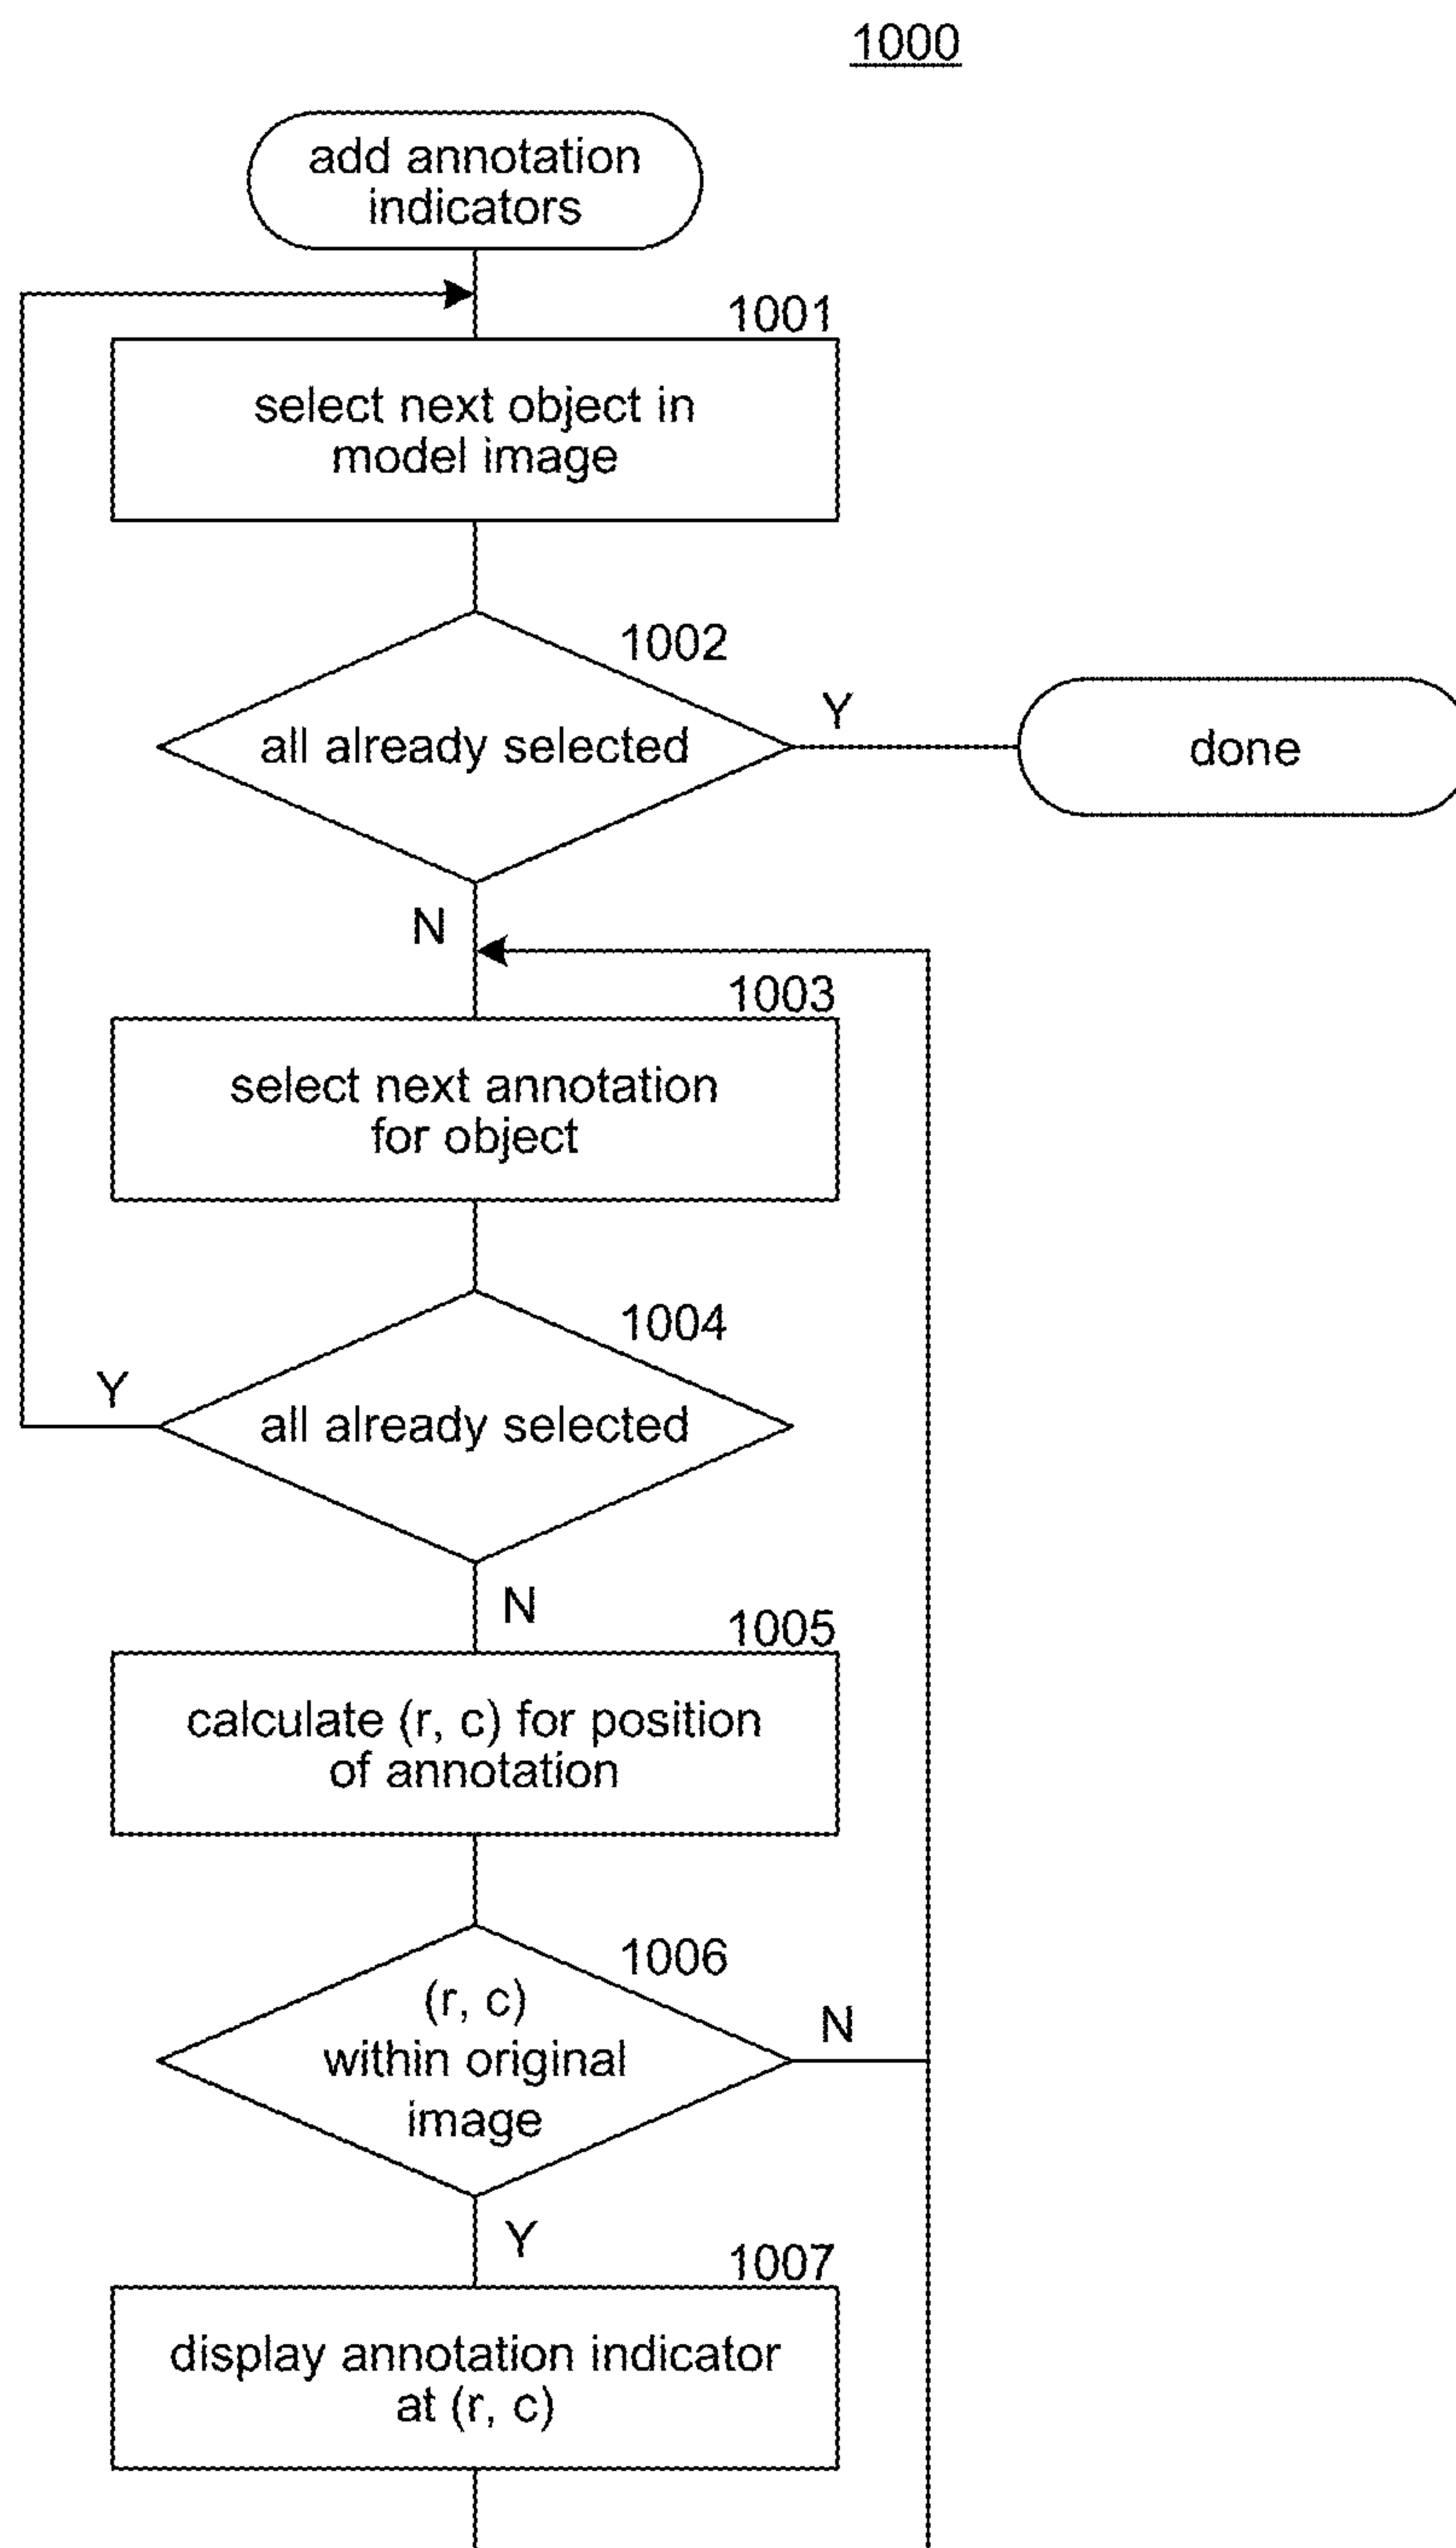 1000
add annotation
indicators
1001
select next object in
model image
1002
all already selected
Y
done
N
1003
select next annotation
for object
1004
Y
all already selected
N
1005
calculate (r, c) for position
of annotation
1006
(r, c)
within original
image
N
Y
1007
display annotation indicator
at (r, c)